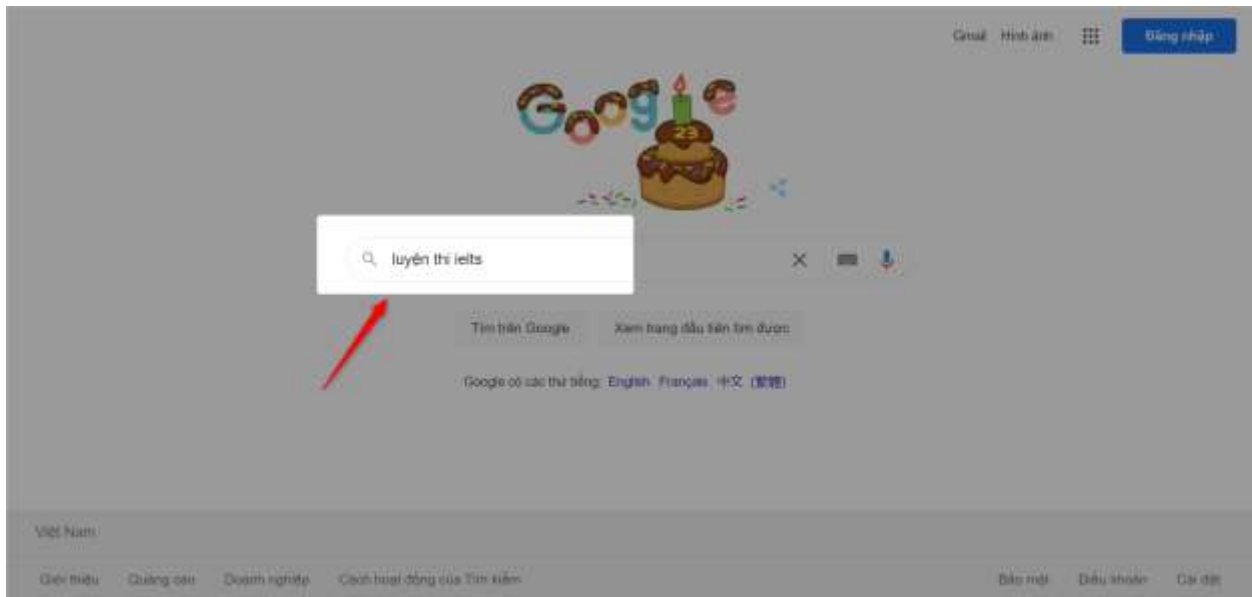 Gmail Hình ảnh
Đăng nhập
Google
23
luyện thi ielts
Tìm trên Google Xem trang đầu tiên tìm được
Google có các thứ tiếng: English Français 中文 (繁體)
Việt Nam
Giới thiệu Quảng cáo Doanh nghiệp Cách hoạt động của Tìm kiếm
Bảo mật Điều khoản Cài đặt